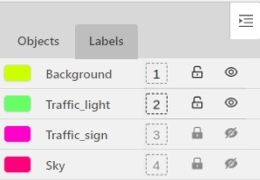 Objects Labels
Background 1
Traffic_light 2
Traffic_sign 3
Sky 4